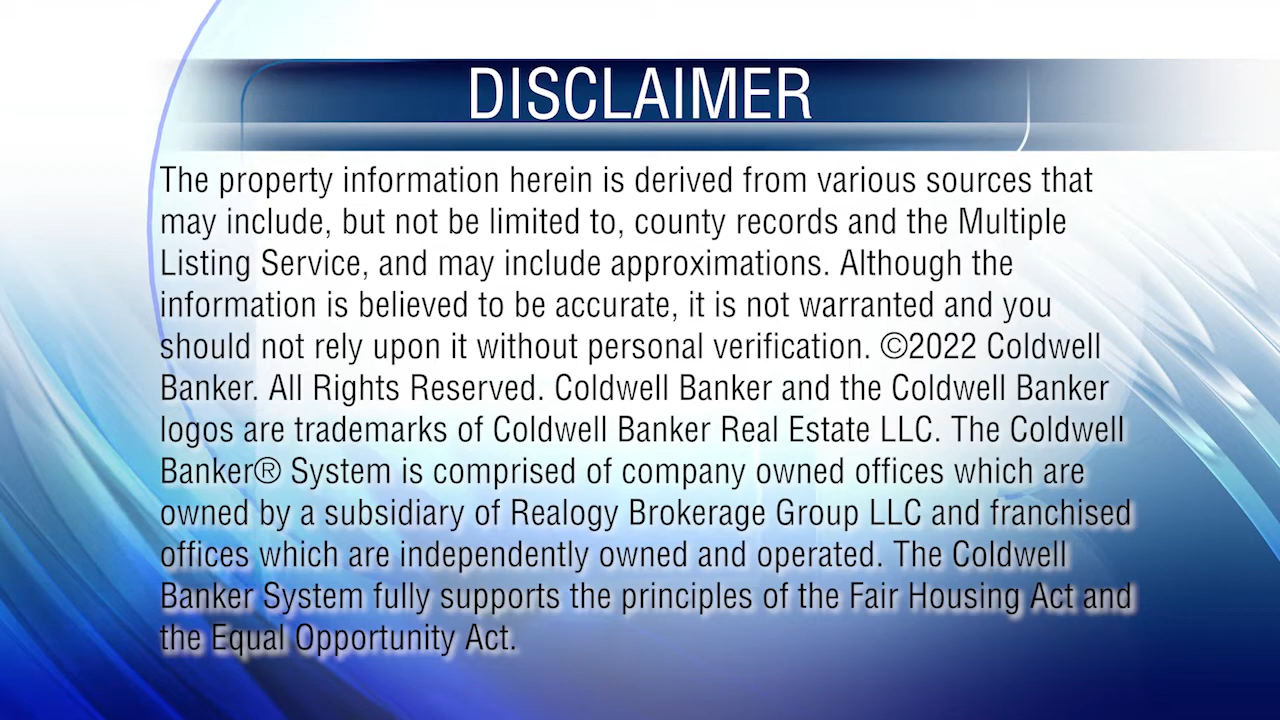 DISCLAIMER
The property information herein is derived from various sources that
may include, but not be limited to, county records and the Multiple
Listing Service, and may include approximations. Although the
information is believed to be accurate, it is not warranted and you
should not rely upon it without personal verification. ©2022 Coldwell
Banker. All Rights Reserved. Coldwell Banker and the Coldwell Banker
logos are trademarks of Coldwell Banker Real Estate LLC. The Coldwell
Banker® System is comprised of company owned offices which are
owned by a subsidiary of Realogy Brokerage Group LLC and franchised
offices which are independently owned and operated. The Coldwell
Banker System fully supports the principles of the Fair Housing Act and
the Equal Opportunity Act.